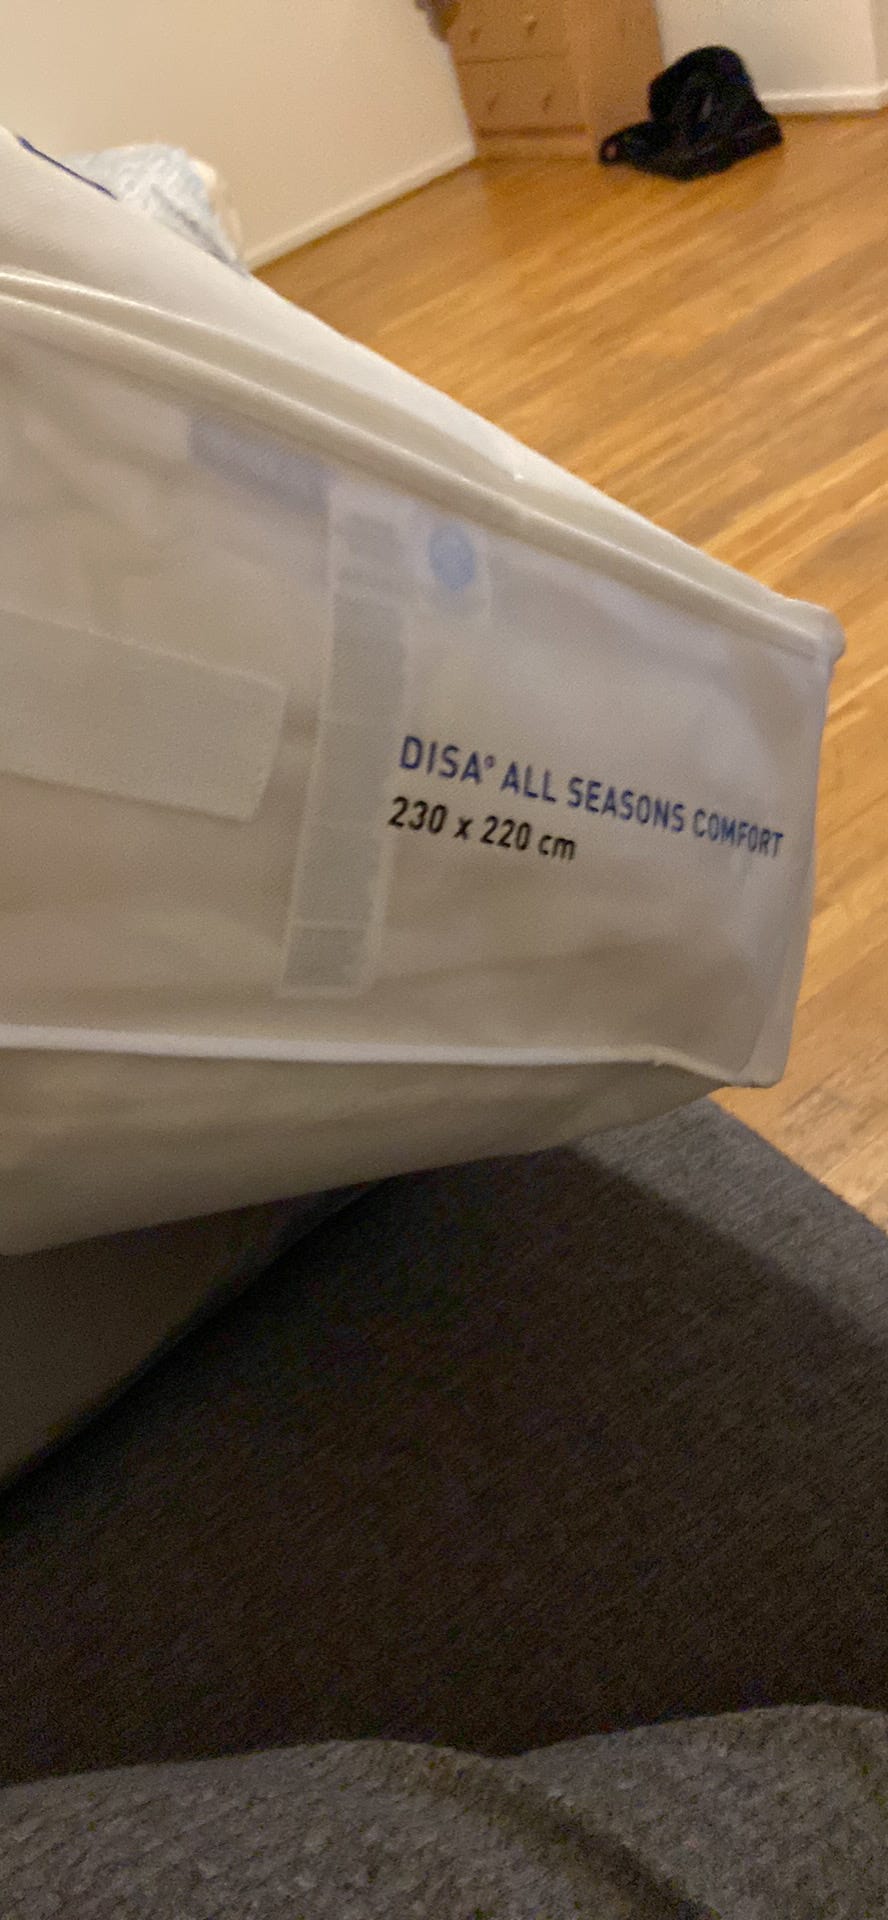 DISA° ALL SEASONS COMFORT
230 x 220 cm